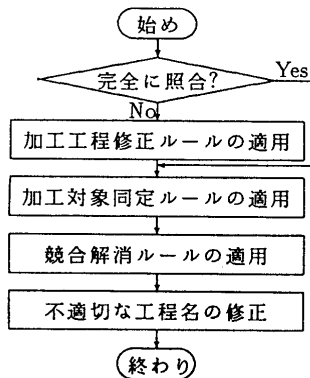 始め
完全に照合?
Yes
No
加工工程修正ルールの適用
加工対象同定ルールの適用
競合解消ルールの適用
不適切な工程名の修正
終わり